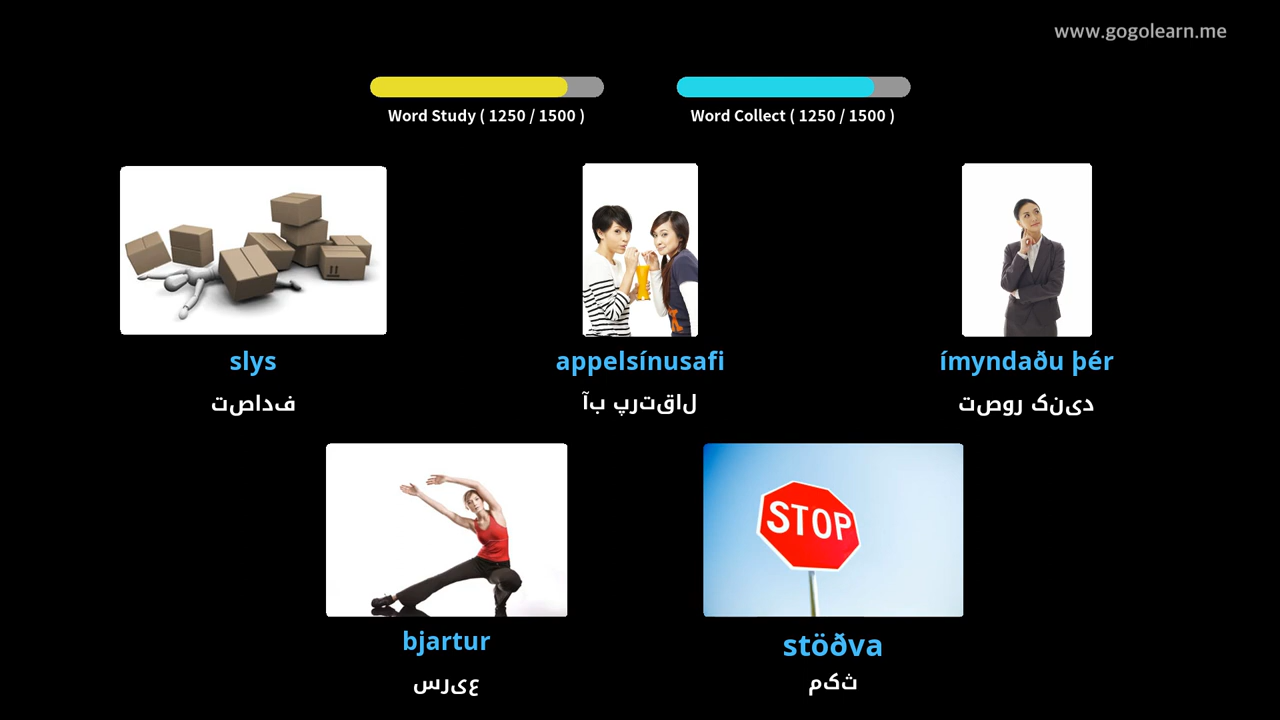 www.gogolearn.me
Word Study ( 1250 / 1500 )
Word Collect ( 1250 / 1500 )
slys
appelsínusafi
ímyndaðu þér
فداصت
لاقترپ بآ
دینک روصت
bjartur
stöðva
عیرس
ثکم
STOP